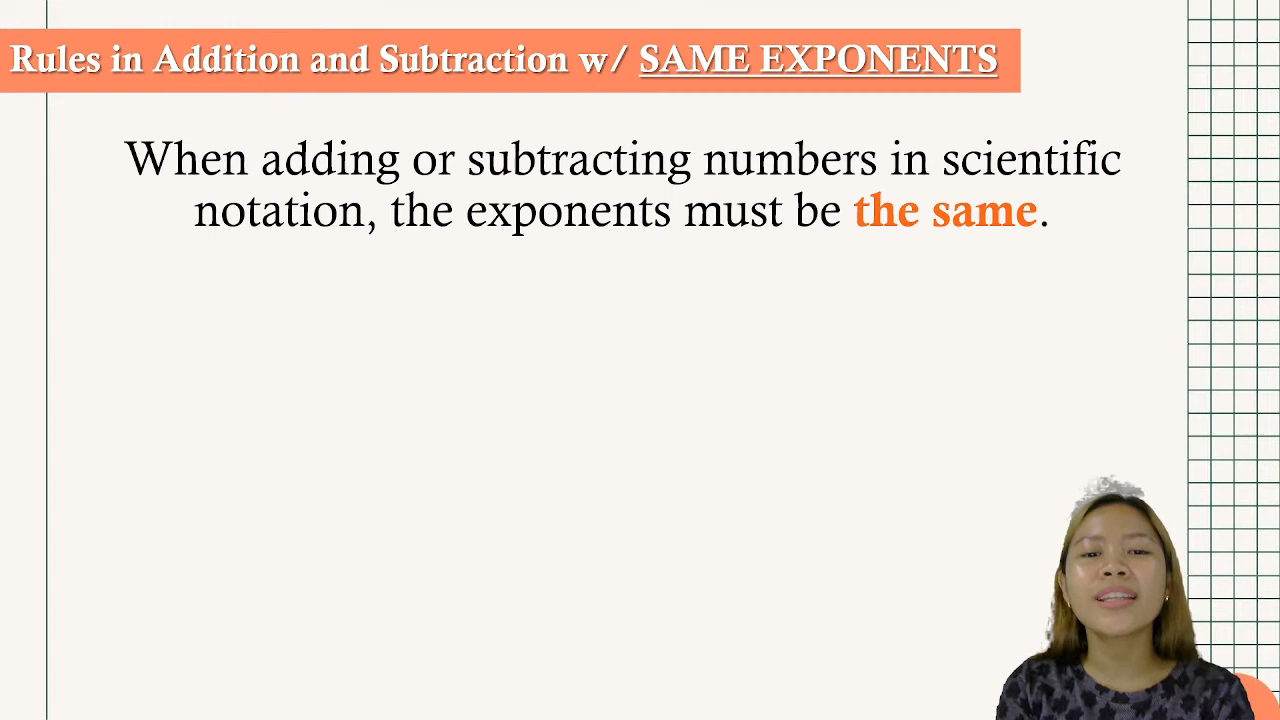 Rules in Addition and Subtraction w/ SAME EXPONENTS
When adding or subtracting numbers in scientific
notation, the exponents must be the same.